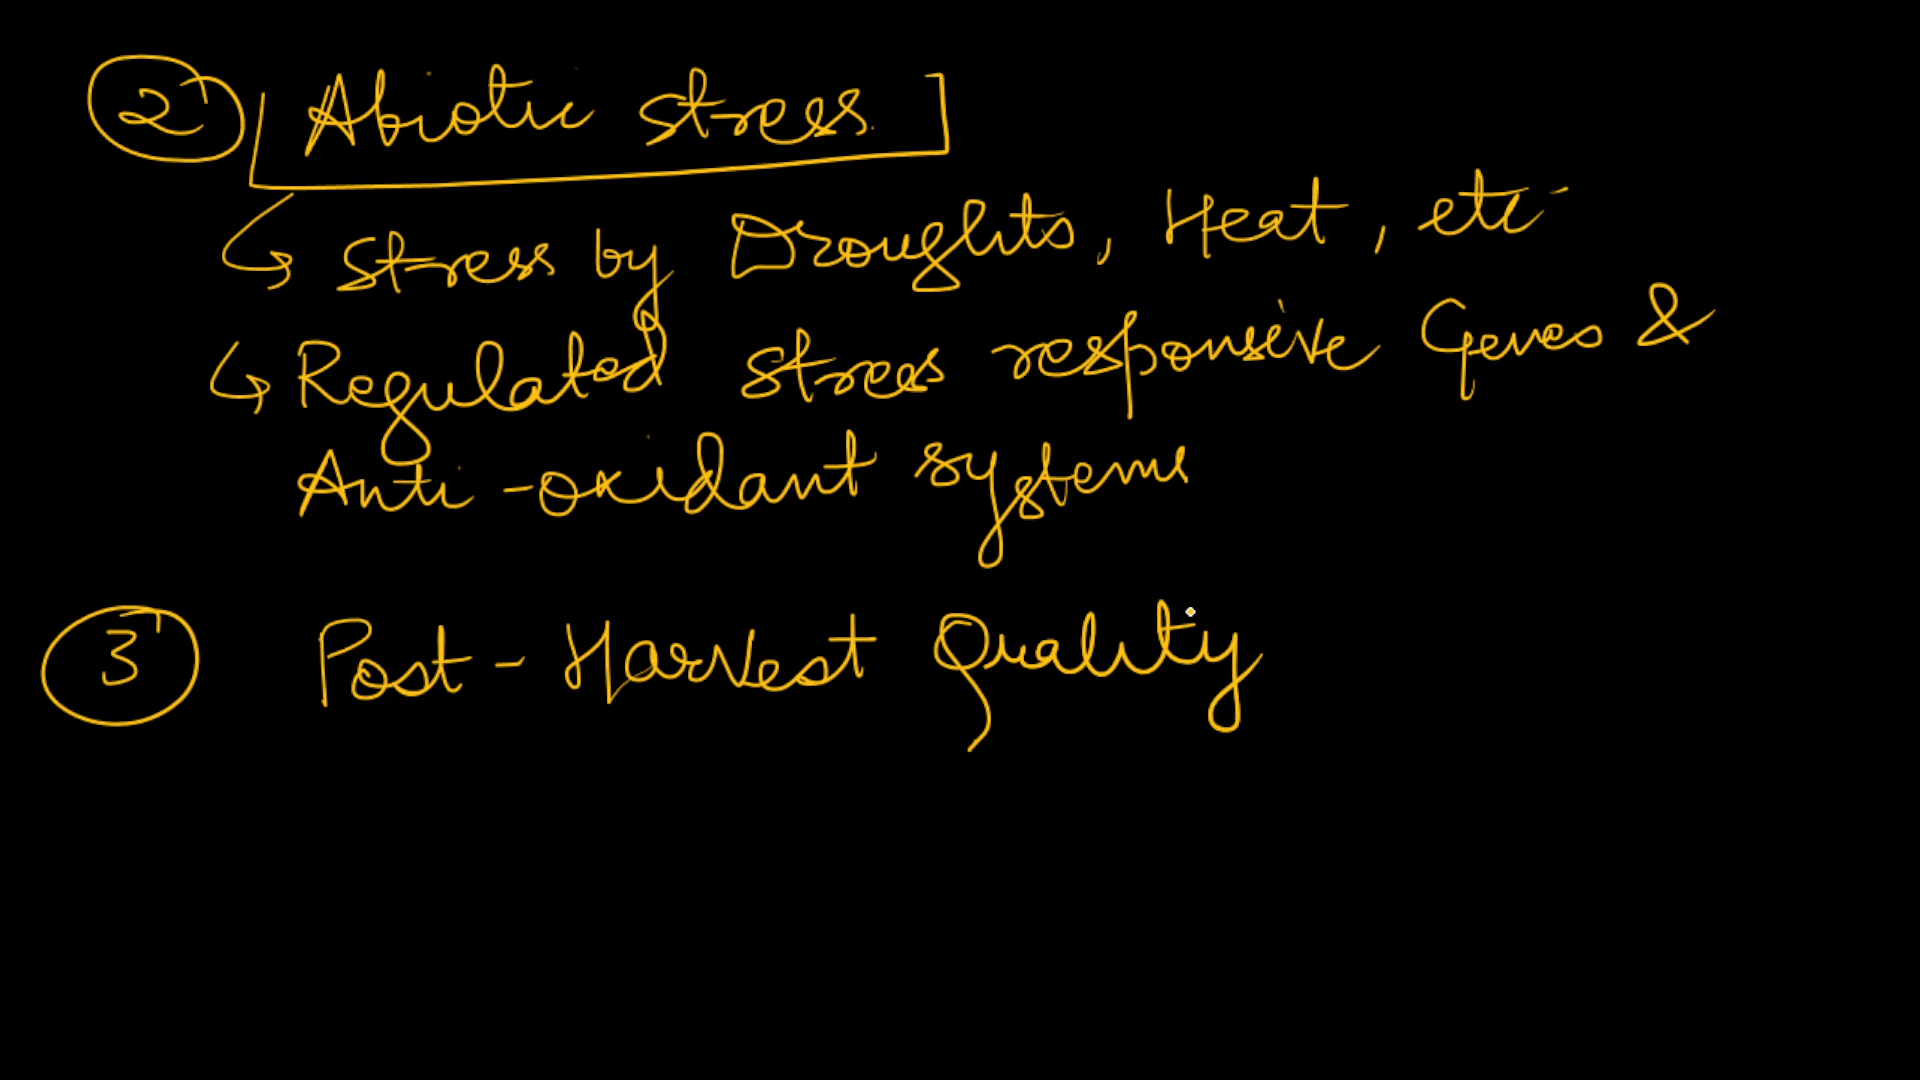 2 Abiotic stress
Stress by Droughts, Heat, etc
Regulated stress responsive Genes &
Anti-oxidant systems
3 Post-Harvest Quality